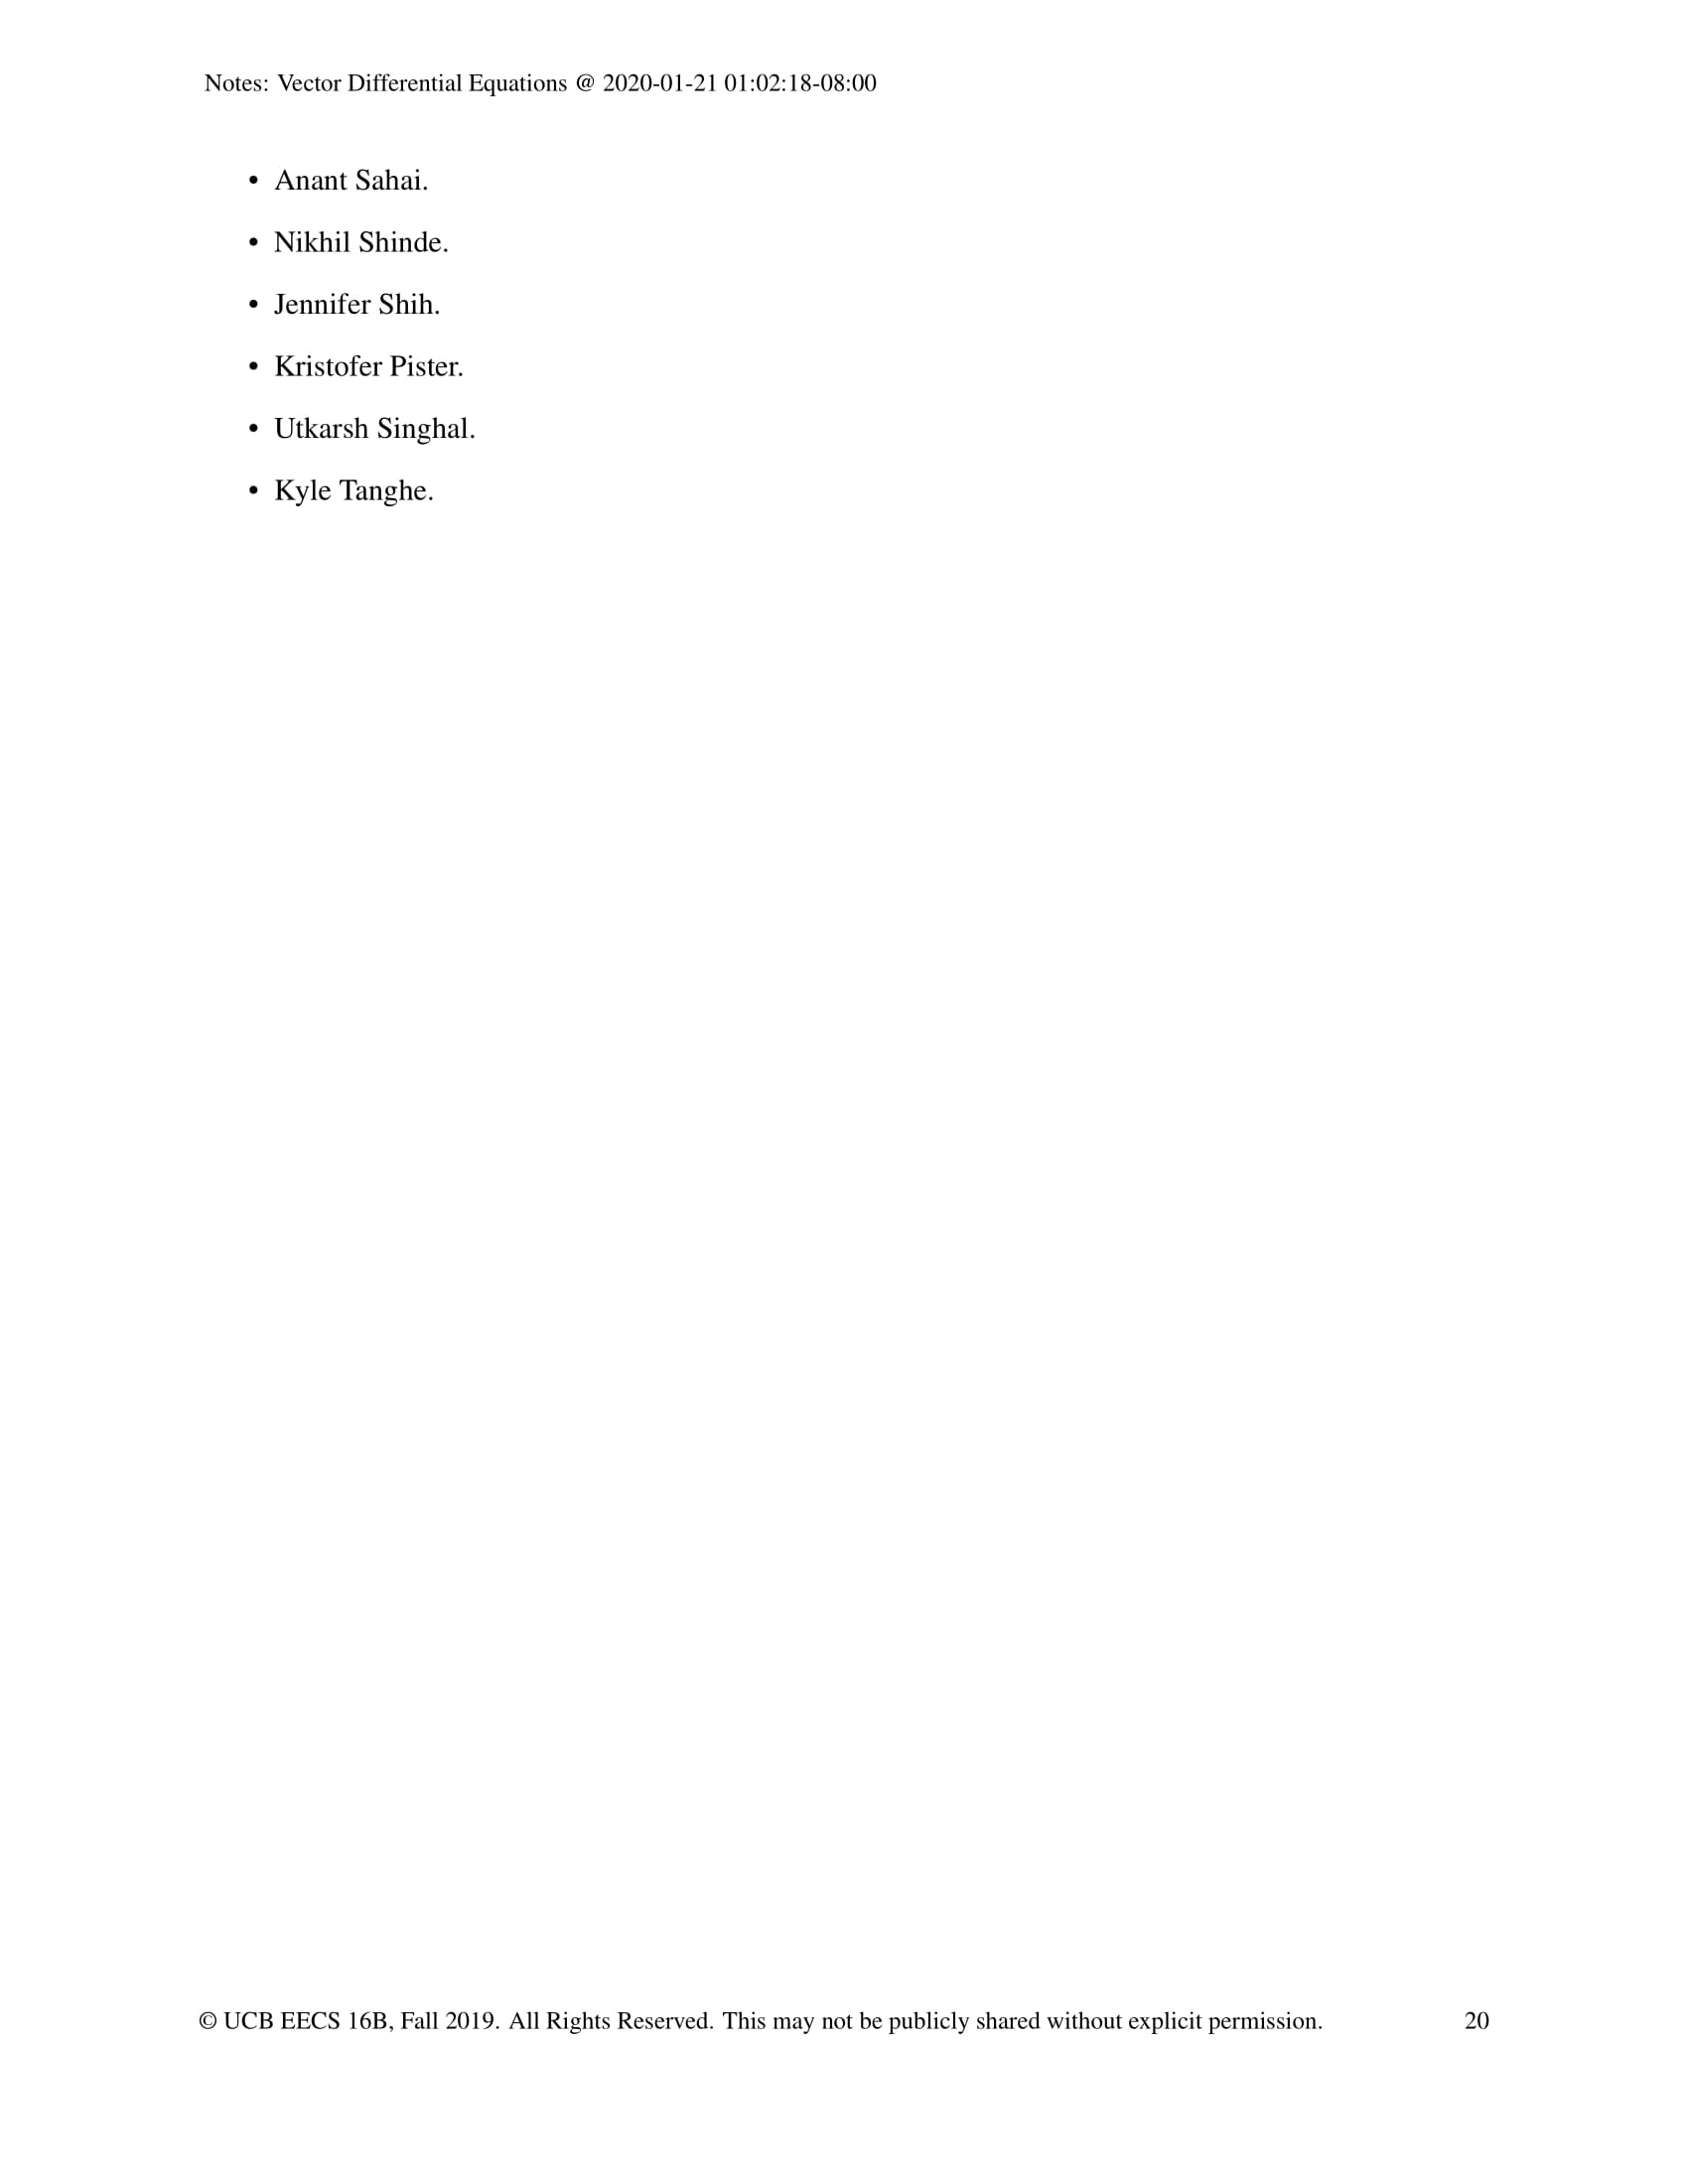 Notes: Vector Differential Equations @ 2020-01-21 01:02:18-08:00
• Anant Sahai.
• Nikhil Shinde.
• Jennifer Shih.
• Kristofer Pister.
• Utkarsh Singhal.
• Kyle Tanghe.
© UCB EECS 16B, Fall 2019. All Rights Reserved. This may not be publicly shared without explicit permission. 20